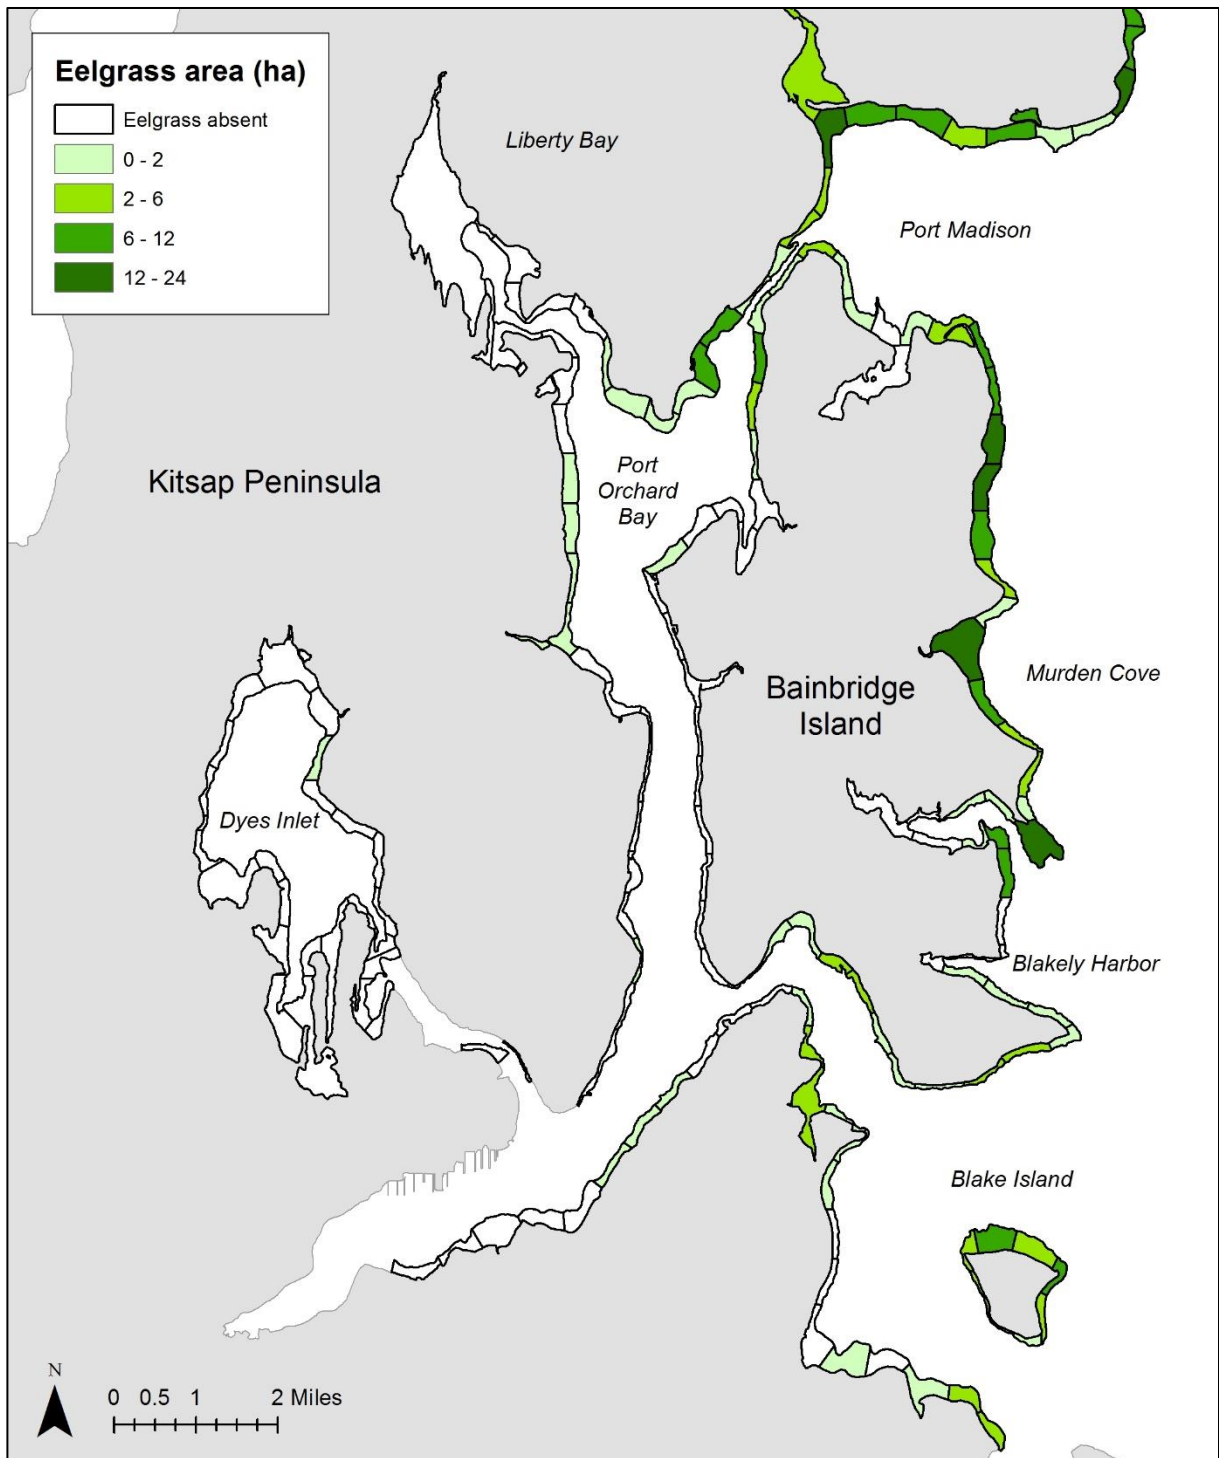 Eelgrass area (ha)
Eelgrass absent
0 - 2
2 - 6
6 - 12
12 - 24
Liberty Bay
Port Madison
Kitsap Peninsula
Port
Orchard
Bay
Murden Cove
Bainbridge
Island
Dyes Inlet
Blakely Harbor
Blake Island
N
0 0.5 1 2 Miles